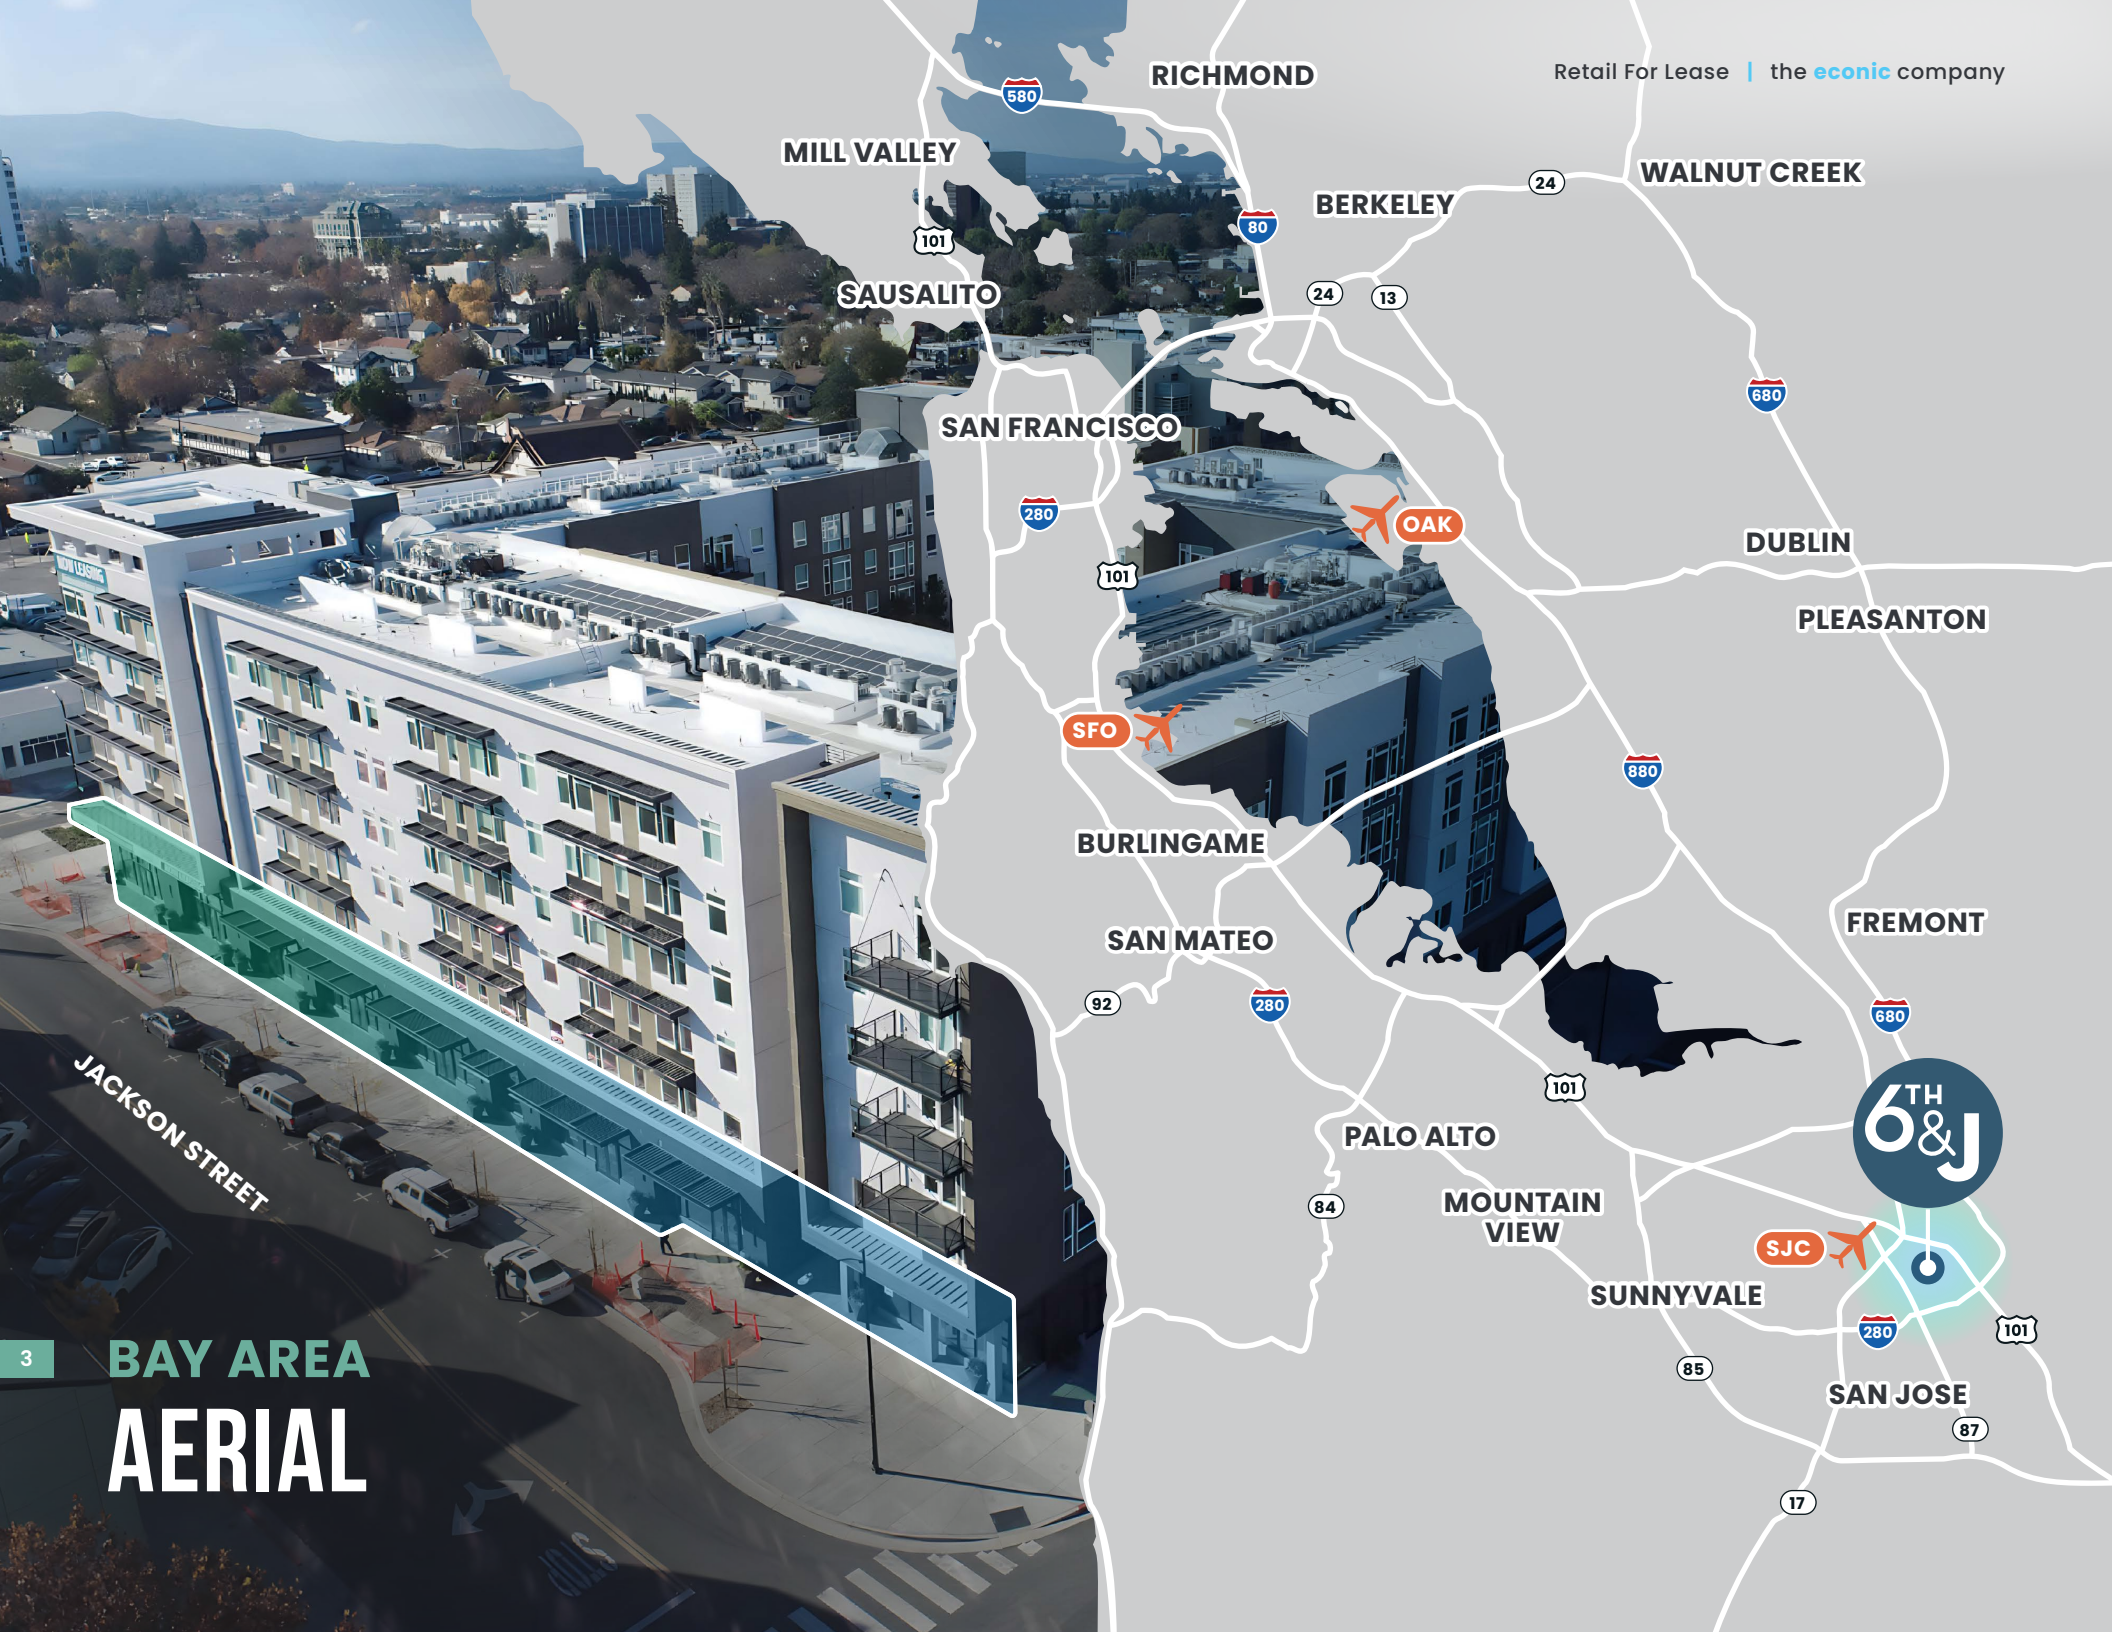 Retail For Lease | the econic company
RICHMOND
580
MILL VALLEY
WALNUT CREEK
24
BERKELEY
80
101
SAUSALITO
24
13
680
SAN FRANCISCO
280
OAK
DUBLIN
NOW LEASING
101
PLEASANTON
SFO
880
BURLINGAME
FREMONT
SAN MATEO
92
280
680
JACKSON STREET
101
6TH
&J
PALO ALTO
84
MOUNTAIN
VIEW
SJC
SUNNYVALE
280
101
3
BAY AREA
85
SAN JOSE
AERIAL
87
17
STOP